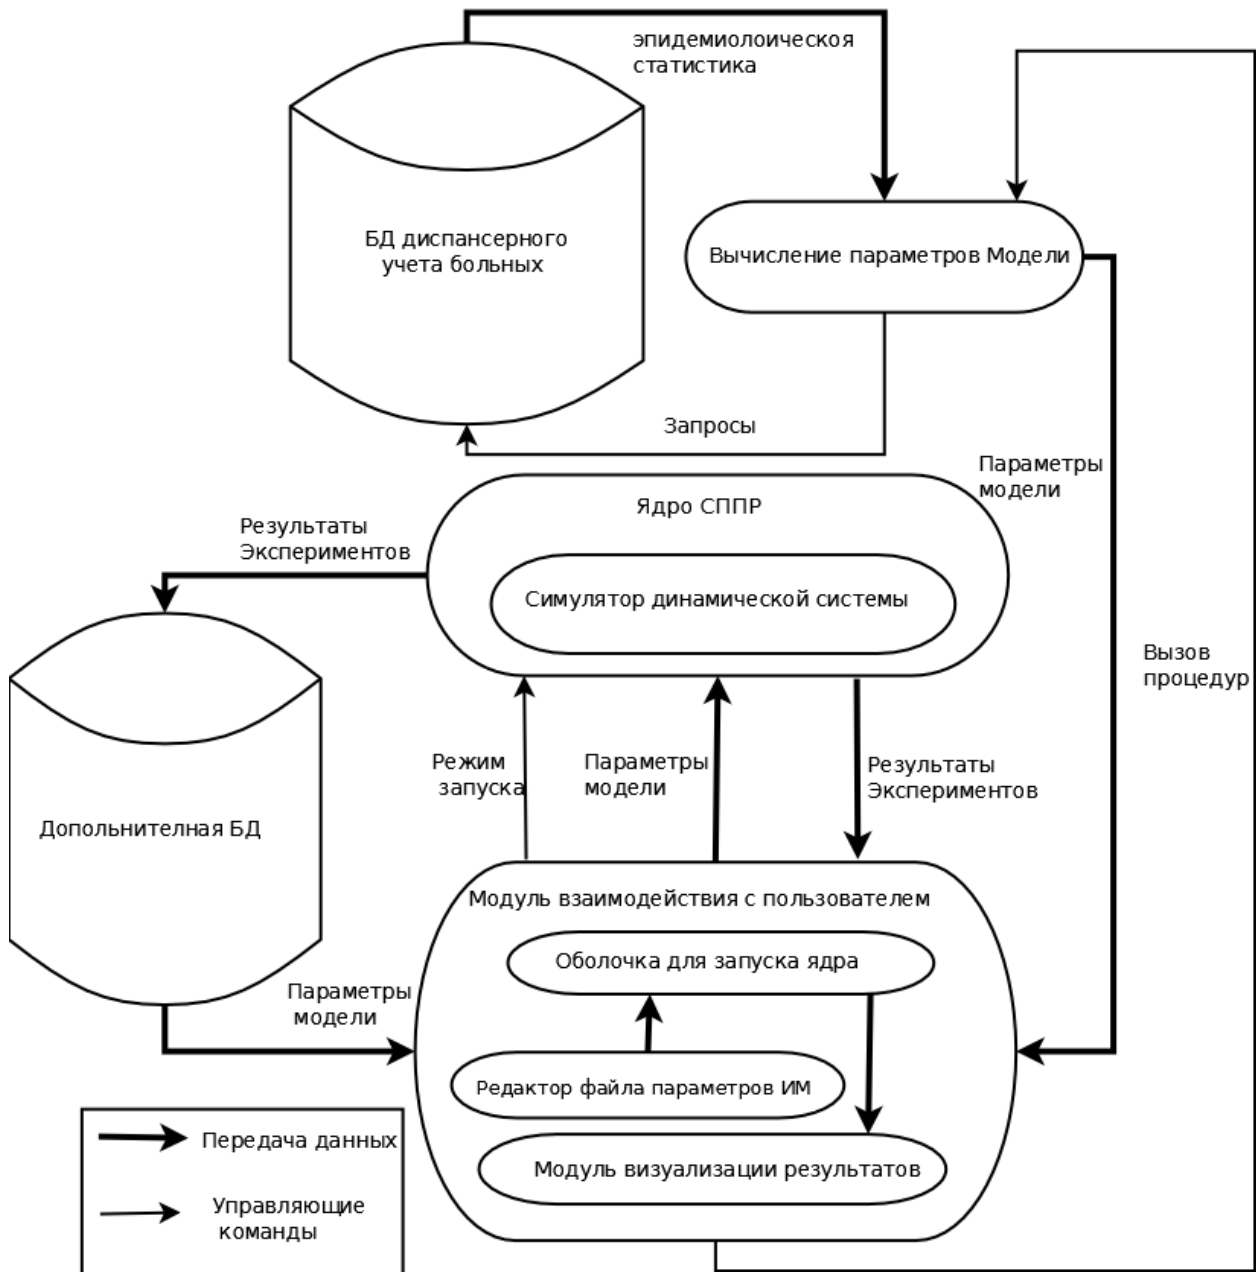 эпидемиолоическоя
статистика
БД диспансерного
учета больных
Вычисление параметров Модели
Запросы
Параметры
модели
Ядро СППР
Результаты
Экспериментов
Симулятор динамической системы
Вызов
процедур
Режим
запуска
Параметры
модели
Результаты
Экспериментов
Допольнителная БД
Модуль взаимодействия с пользователем
Оболочка для запуска ядра
Параметры
модели
Редактор файла параметров ИМ
Модуль визуализации результатов
Передача данных
Управляющие
команды